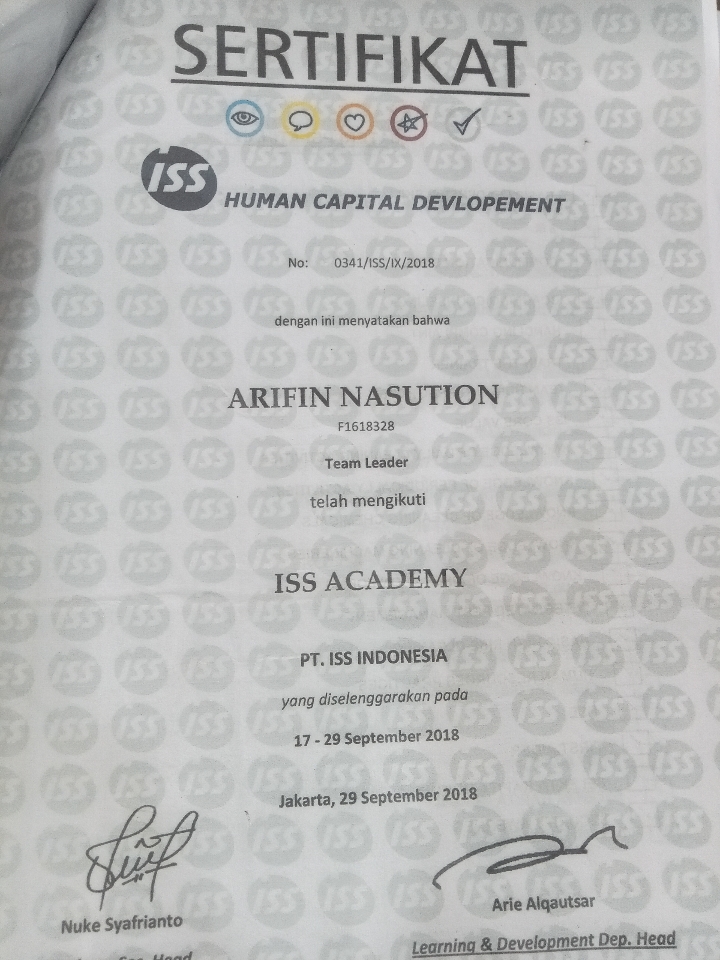 SERTIFIKAT
ISS HUMAN CAPITAL DEVLOPEMENT
No: 0341/ISS/IX/2018
dengan ini menyatakan bahwa
ARIFIN NASUTION
F1618328
Team Leader
telah mengikuti
ISS ACADEMY
PT. ISS INDONESIA
yang diselenggarakan pada
17 - 29 September 2018
Jakarta, 29 September 2018
Nuke Syafrianto
Arie Alqautsar
Head
Learning & Development Dep. Head